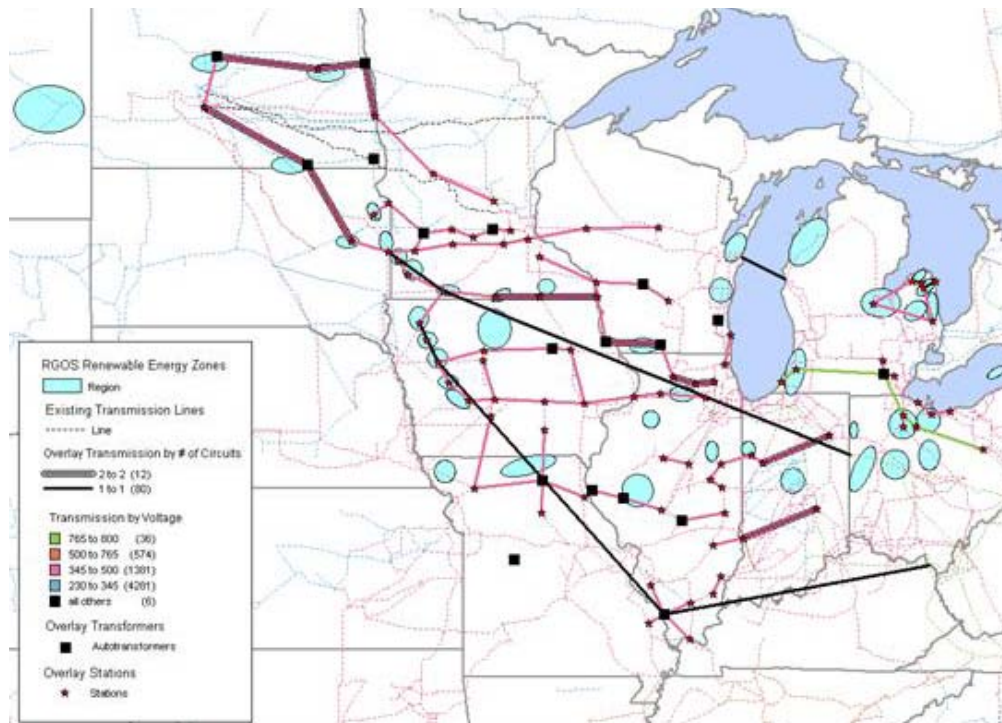 RGOS Renewable Energy Zones
Region
Existing Transmission Lines
Line
Overlay Transmission by # of Circuits
2 to 2 (12)
1 to 1 (80)
Transmission by Voltage
765 to 800 (36)
500 to 765 (574)
345 to 500 (1381)
230 to 345 (4281)
all others (6)
Overlay Transformers
Autotransformers
Overlay Stations
Stations